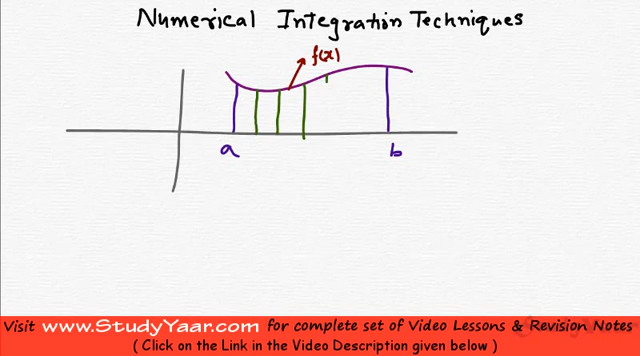 Numerical Integration Techniques
f(x)
a
b
Visit www.StudyYaar.com for complete set of Video Lessons & Revision Notes
( Click on the Link in the Video Description given below )